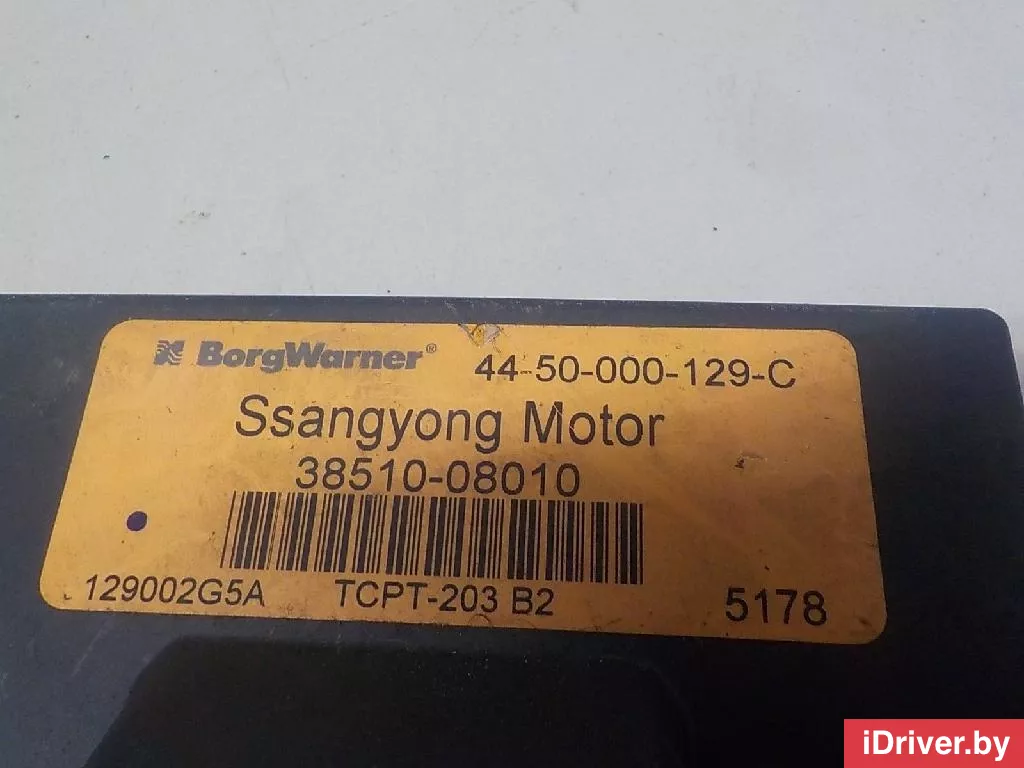 BorgWarner® 44-50-000-129-C
Ssangyong Motor
38510-08010
129002G5A TCPT-203 B2 5178
iDriver.by